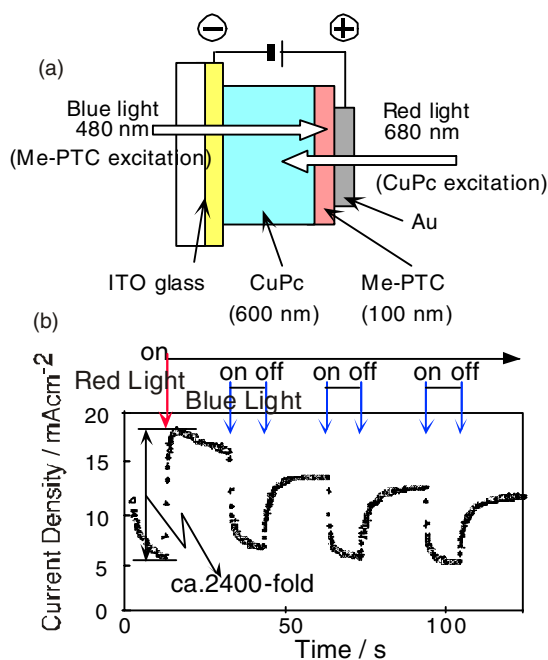 (a)
−
+
Blue light
480 nm
(Me-PTC excitation)
Red light
680 nm
(CuPc excitation)
Au
ITO glass
CuPc
(600 nm)
Me-PTC
(100 nm)
(b)
on
Red Light
on off
on off
on off
Blue Light
Current Density / mAcm-2
20
15
10
5
0
ca.2400-fold
0
50
100
Time / s